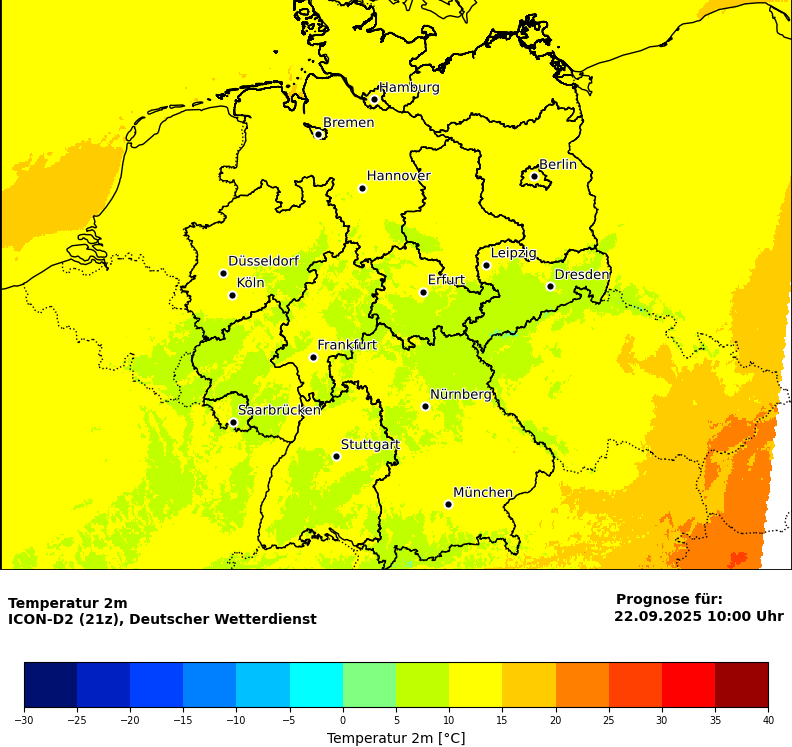 Hamburg
Bremen
Berlin
Hannover
Leipzig
Düsseldorf
Dresden
Köln
Erfurt
Frankfurt
Nürnberg
Saarbrücken
Stuttgart
München
Temperatur 2m
Prognose für:
ICON-D2 (21z), Deutscher Wetterdienst
22.09.2025 10:00 Uhr
−30 −25 −20 −15 −10 −5 0 5 10 15 20 25 30 35 40
Temperatur 2m [°C]